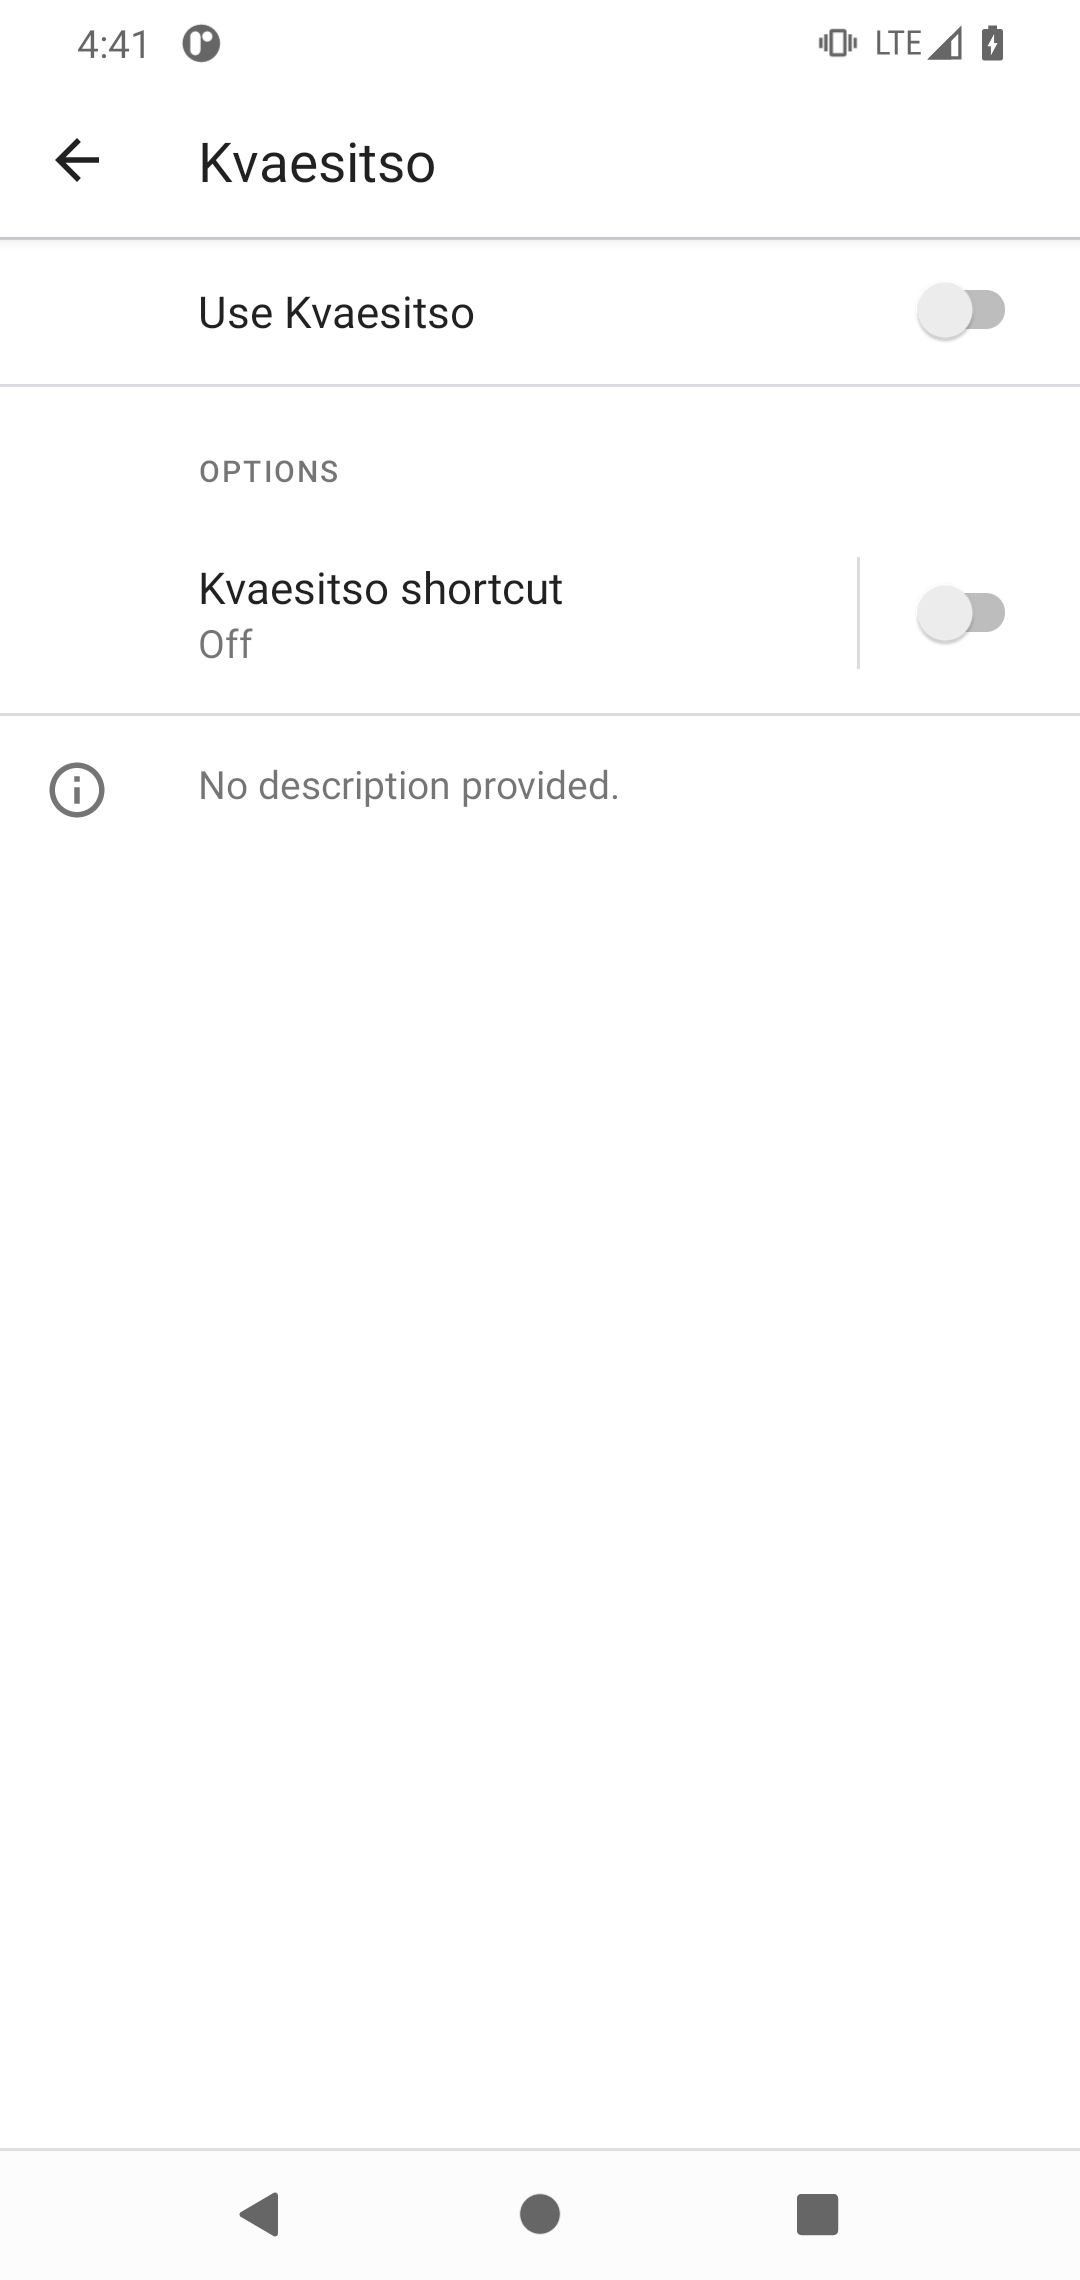 4:41 LTE
Kvaesitso
Use Kvaesitso
OPTIONS
Kvaesitso shortcut
Off
No description provided.